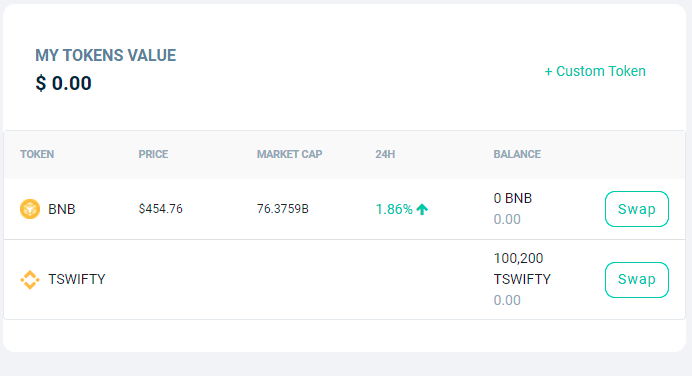 MY TOKENS VALUE
$ 0.00
+ Custom Token
TOKEN PRICE MARKET CAP 24H BALANCE
BNB $454.76 76.3759B 1.86% 0 BNB Swap
0.00
TSWIFTY 100,200 Swap
TSWIFTY
0.00